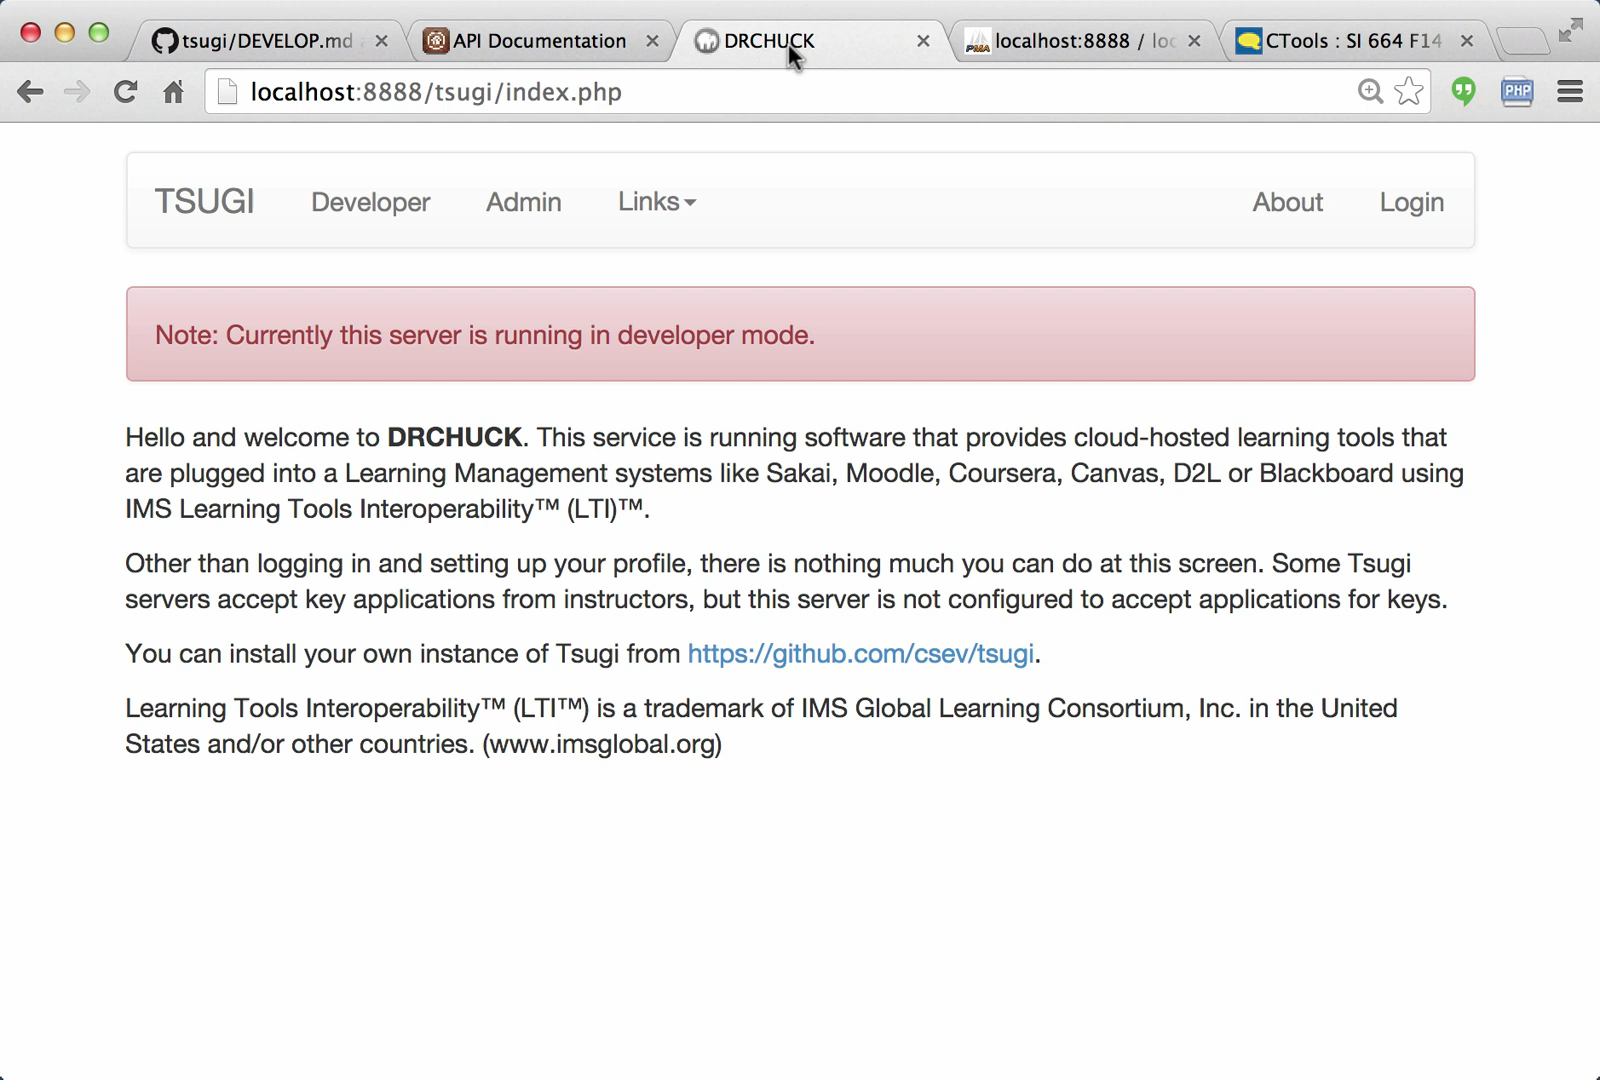 tsugi/DEVELOP.md
API Documentation
DRCHUCK
localhost:8888 / loc
CTools : SI 664 F14
localhost:8888/tsugi/index.php
PHP
TSUGI Developer Admin Links About Login
Note: Currently this server is running in developer mode.
Hello and welcome to DRCHUCK. This service is running software that provides cloud-hosted learning tools that
are plugged into a Learning Management systems like Sakai, Moodle, Coursera, Canvas, D2L or Blackboard using
IMS Learning Tools Interoperability™ (LTI)™.
Other than logging in and setting up your profile, there is nothing much you can do at this screen. Some Tsugi
servers accept key applications from instructors, but this server is not configured to accept applications for keys.
You can install your own instance of Tsugi from https://github.com/csev/tsugi.
Learning Tools Interoperability™ (LTI™) is a trademark of IMS Global Learning Consortium, Inc. in the United
States and/or other countries. (www.imsglobal.org)